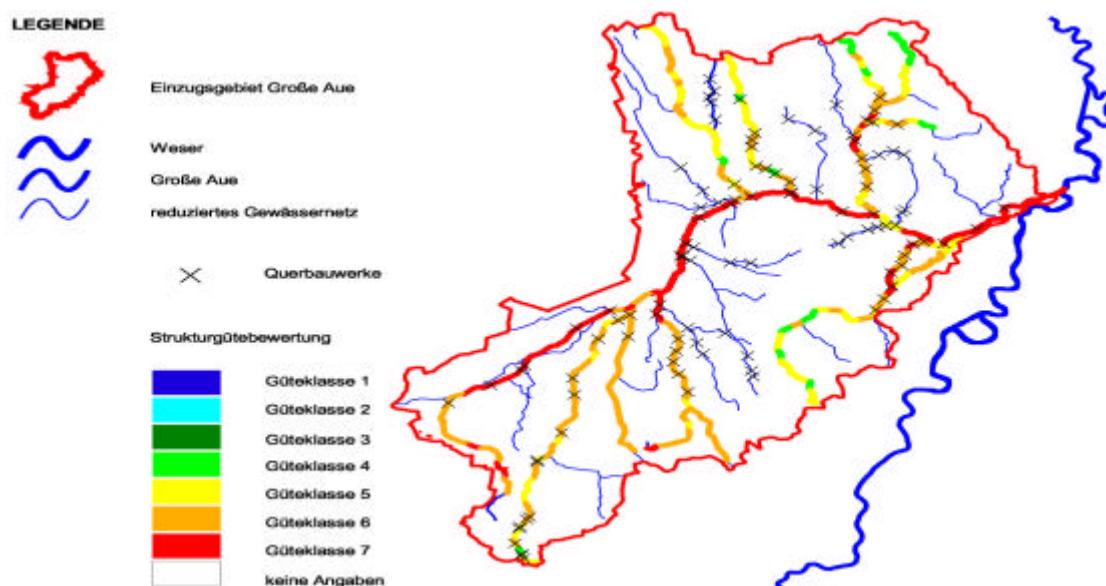 LEGENDE
Einzugsgebiet Große Aue
Weser
Große Aue
reduziertes Gewässernetz
Querbauwerke
Strukturgütebewertung
Güteklasse 1
Güteklasse 2
Güteklasse 3
Güteklasse 4
Güteklasse 5
Güteklasse 6
Güteklasse 7
keine Angaben